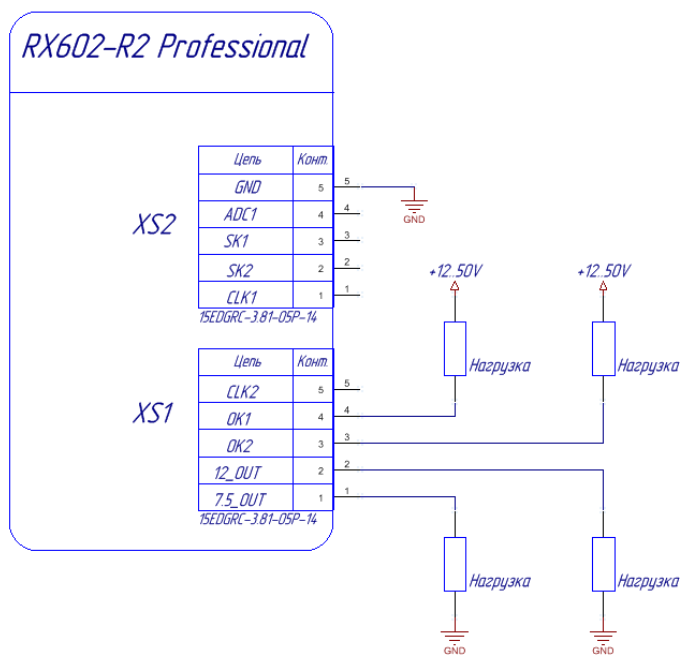 RX602-R2 Professional
XS2
Цепь Конт.
GND 5 5
ADC1 4 4
SK1 3 3
SK2 2 2
CLK1 1 1
15EDGRC-3.81-05P-14
GND
+12..50V +12..50V
Нагрузка Нагрузка
XS1
Цепь Конт.
CLK2 5 5
OK1 4 4
OK2 3 3
12_OUT 2 2
7.5_OUT 1 1
15EDGRC-3.81-05P-14
Нагрузка Нагрузка
GND GND